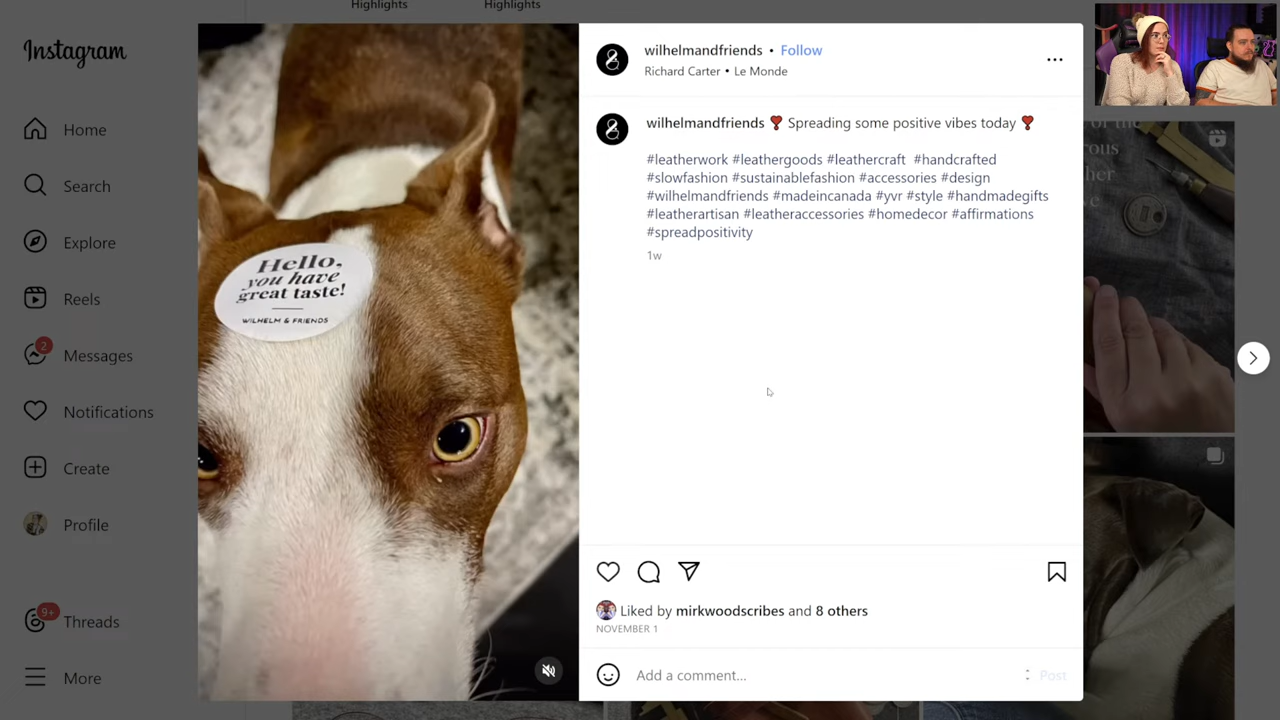 Highlights
Highlights
Instagram
Home
Search
Explore
Reels
2
Messages
Notifications
Create
Profile
9+
Threads
More
Hello,
you have
great taste!
WILHELM & FRIENDS
wilhelmandfriends • Follow
Richard Carter • Le Monde
wilhelmandfriends ❣️ Spreading some positive vibes today ❣️
#leatherwork #leathergoods #leathercraft #handcrafted
#slowfashion #sustainablefashion #accessories #design
#wilhelmandfriends #madeincanada #yvr #style #handmadegifts
#leatherartisan #leatheraccessories #homedecor #affirmations
#spreadpositivity
1w
Liked by mirkwoodscribes and 8 others
NOVEMBER 1
Add a comment...
Post